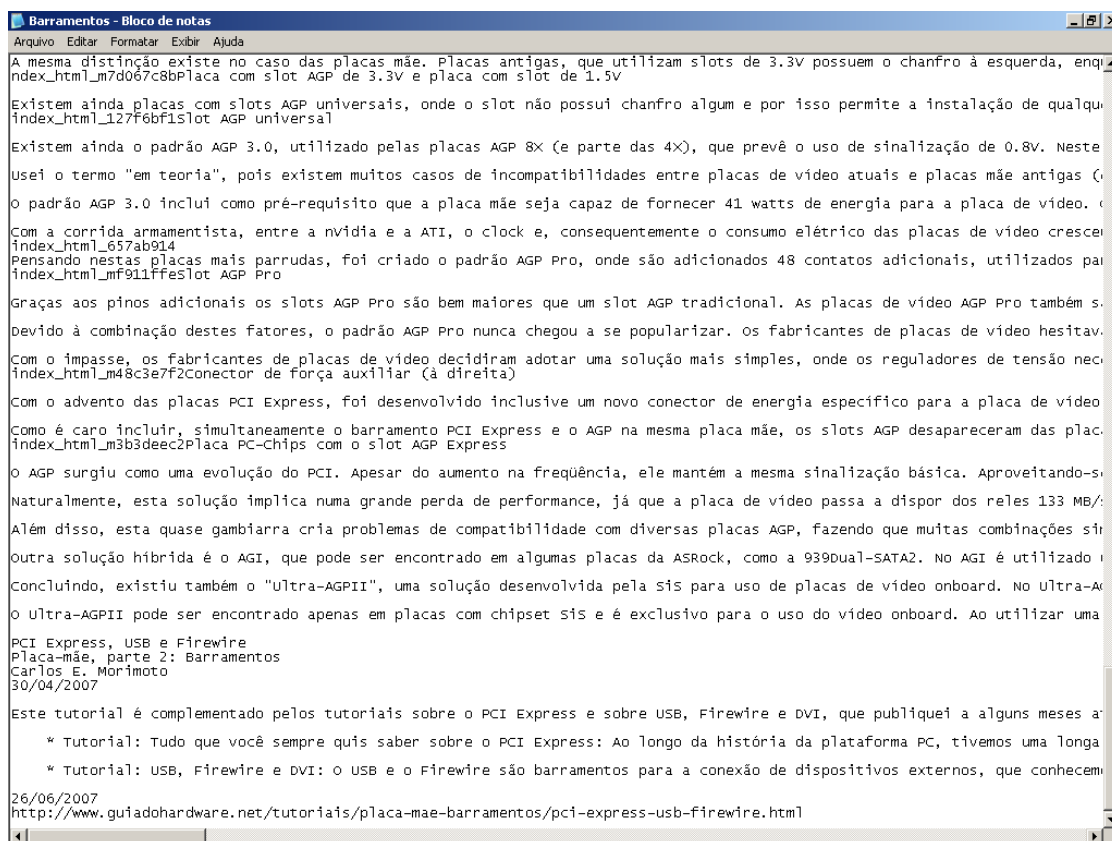 Barramentos - Bloco de notas
Arquivo Editar Formatar Exibir Ajuda
A mesma distinção existe no caso das placas mãe. Placas antigas, que utilizam slots de 3.3V possuem o chanfro à esquerda, enq
ndex_html_m7d067c8bPlaca com slot AGP de 3.3V e placa com slot de 1.5V
Existem ainda placas com slots AGP universais, onde o slot não possui chanfro algum e por isso permite a instalação de qualqu
index_html_127f6bf1Slot AGP universal
Existem ainda o padrão AGP 3.0, utilizado pelas placas AGP 8X (e parte das 4X), que prevê o uso de sinalização de 0.8V. Neste
Usei o termo "em teoria", pois existem muitos casos de incompatibilidades entre placas de vídeo atuais e placas mãe antigas (
O padrão AGP 3.0 inclui como pré-requisito que a placa mãe seja capaz de fornecer 41 watts de energia para a placa de vídeo.
Com a corrida armamentista, entre a nVidia e a ATI, o clock e, consequentemente o consumo elétrico das placas de vídeo cresce
index_html_657ab914
Pensando nestas placas mais parrudas, foi criado o padrão AGP Pro, onde são adicionados 48 contatos adicionais, utilizados pa
index_html_mf911ffeSlot AGP Pro
Graças aos pinos adicionais os slots AGP Pro são bem maiores que um slot AGP tradicional. As placas de vídeo AGP Pro também s
Devido à combinação destes fatores, o padrão AGP Pro nunca chegou a se popularizar. Os fabricantes de placas de vídeo hesitav
Com o impasse, os fabricantes de placas de vídeo decidiram adotar uma solução mais simples, onde os reguladores de tensão nec
index_html_m48c3e7f2Conector de força auxiliar (à direita)
Com o advento das placas PCI Express, foi desenvolvido inclusive um novo conector de energia específico para a placa de vídeo
Como é caro incluir, simultaneamente o barramento PCI Express e o AGP na mesma placa mãe, os slots AGP desapareceram das plac
index_html_m3b3deec2Placa PC-Chips com o slot AGP Express
O AGP surgiu como uma evolução do PCI. Apesar do aumento na freqüência, ele mantém a mesma sinalização básica. Aproveitando-s
Naturalmente, esta solução implica numa grande perda de performance, já que a placa de vídeo passa a dispor dos reles 133 MB/
Além disso, esta quase gambiarra cria problemas de compatibilidade com diversas placas AGP, fazendo que muitas combinações si
Outra solução híbrida é o AGI, que pode ser encontrado em algumas placas da ASRock, como a 939Dual-SATA2. No AGI é utilizado
Concluindo, existiu também o "Ultra-AGPII", uma solução desenvolvida pela SiS para uso de placas de vídeo onboard. No Ultra-A
O Ultra-AGPII pode ser encontrado apenas em placas com chipset SiS e é exclusivo para o uso do vídeo onboard. Ao utilizar uma
PCI Express, USB e Firewire
Placa-mãe, parte 2: Barramentos
Carlos E. Morimoto
30/04/2007
Este tutorial é complementado pelos tutoriais sobre o PCI Express e sobre USB, Firewire e DVI, que publiquei a alguns meses a
* Tutorial: Tudo que você sempre quis saber sobre o PCI Express: Ao longo da história da plataforma PC, tivemos uma longa
* Tutorial: USB, Firewire e DVI: O USB e o Firewire são barramentos para a conexão de dispositivos externos, que conhecem
26/06/2007
http://www.guiadohardware.net/tutoriais/placa-mae-barramentos/pci-express-usb-firewire.html